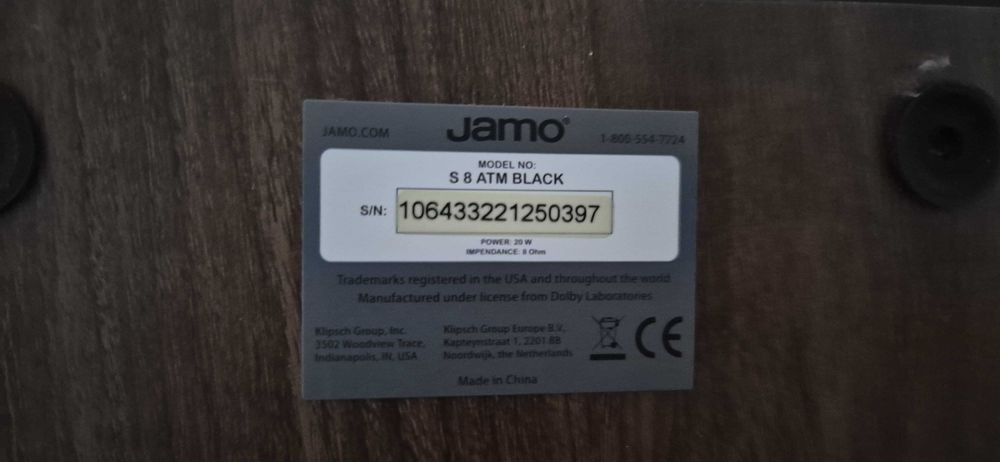 JAMO.COM
Jamo®
1-800-554-7724
MODEL NO:
S 8 ATM BLACK
S/N: 106433221250397
POWER: 20 W
IMPENDANCE: 8 Ohm
Trademarks registered in the USA and throughout the world
Manufactured under license from Dolby Laboratories
Klipsch Group, Inc.
3502 Woodview Trace,
Indianapolis, IN, USA
Klipsch Group Europe B.V.
Kapteynstraat 1, 2201 BB
Noordwijk, the Netherlands
CE
Made in China